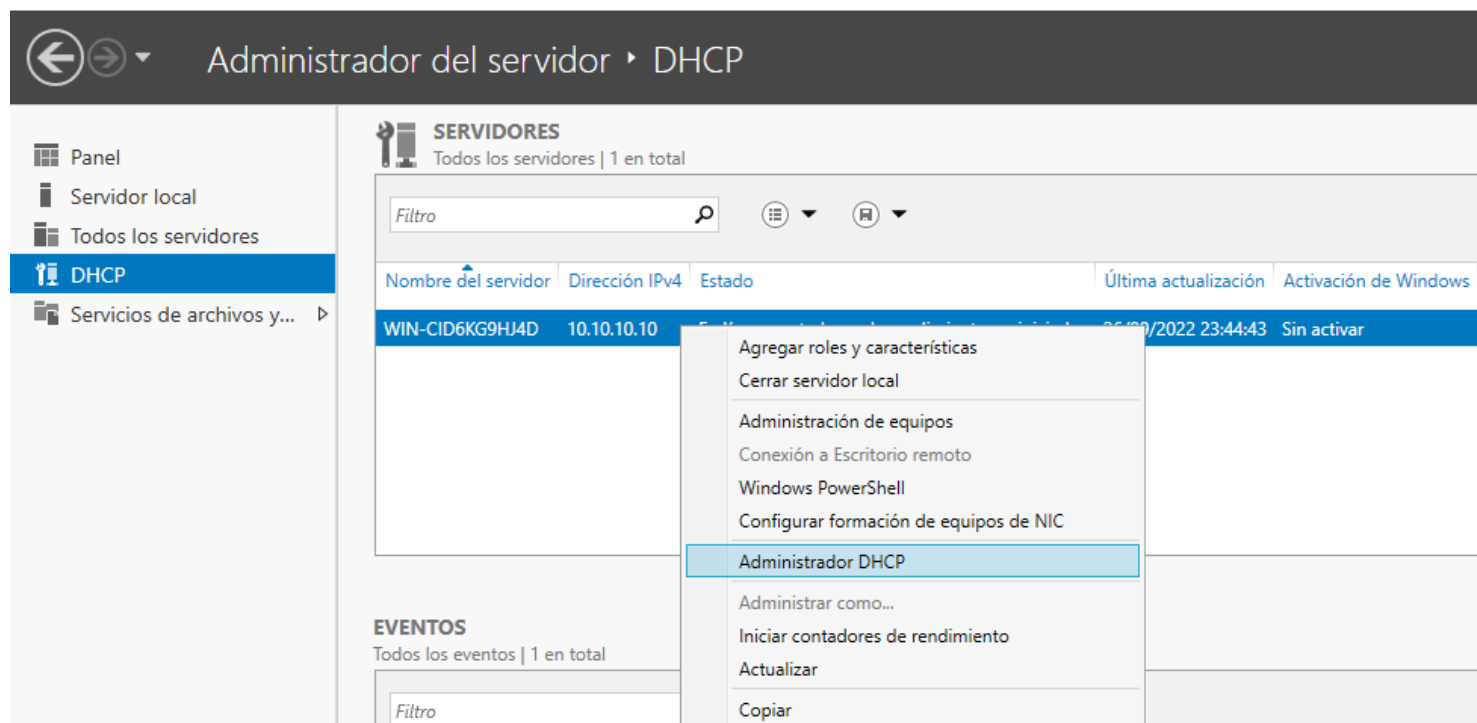 Administrador del servidor ‣ DHCP
Panel
Servidor local
Todos los servidores
DHCP
Servicios de archivos y...
SERVIDORES
Todos los servidores | 1 en total
Filtro
Nombre del servidor Dirección IPv4 Estado Última actualización Activación de Windows
WIN-CID6KG9HJ4D 10.10.10.10 /2022 23:44:43 Sin activar
Agregar roles y características
Cerrar servidor local
Administración de equipos
Conexión a Escritorio remoto
Windows PowerShell
Configurar formación de equipos de NIC
Administrador DHCP
Administrar como...
Iniciar contadores de rendimiento
Actualizar
Copiar
EVENTOS
Todos los eventos | 1 en total
Filtro